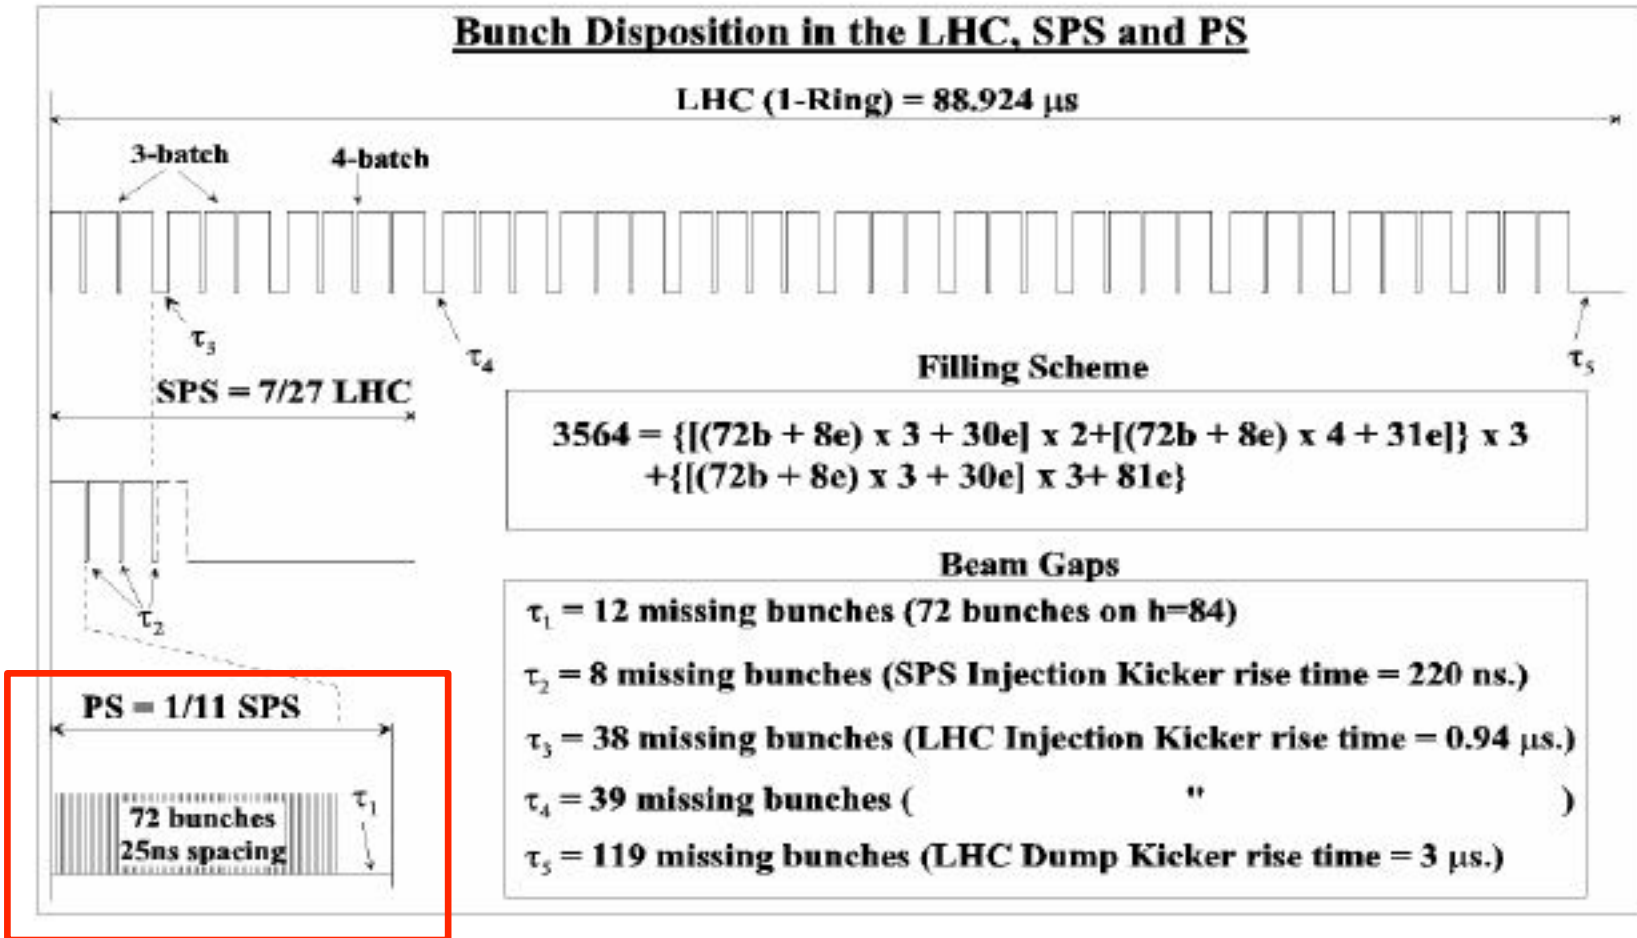 Bunch Disposition in the LHC, SPS and PS
LHC (1-Ring) = 88.924 μs
3-batch
4-batch
τ3
τ4
τ5
SPS = 7/27 LHC
Filling Scheme
3564 = {[(72b + 8e) x 3 + 30e] x 2+[(72b + 8e) x 4 + 31e]} x 3
+{[(72b + 8e) x 3 + 30e] x 3+ 81e}
τ2
Beam Gaps
τ1 = 12 missing bunches (72 bunches on h=84)
τ2 = 8 missing bunches (SPS Injection Kicker rise time = 220 ns.)
τ3 = 38 missing bunches (LHC Injection Kicker rise time = 0.94 μs.)
τ4 = 39 missing bunches ( " )
τ5 = 119 missing bunches (LHC Dump Kicker rise time = 3 μs.)
PS = 1/11 SPS
72 bunches
25ns spacing
τ1